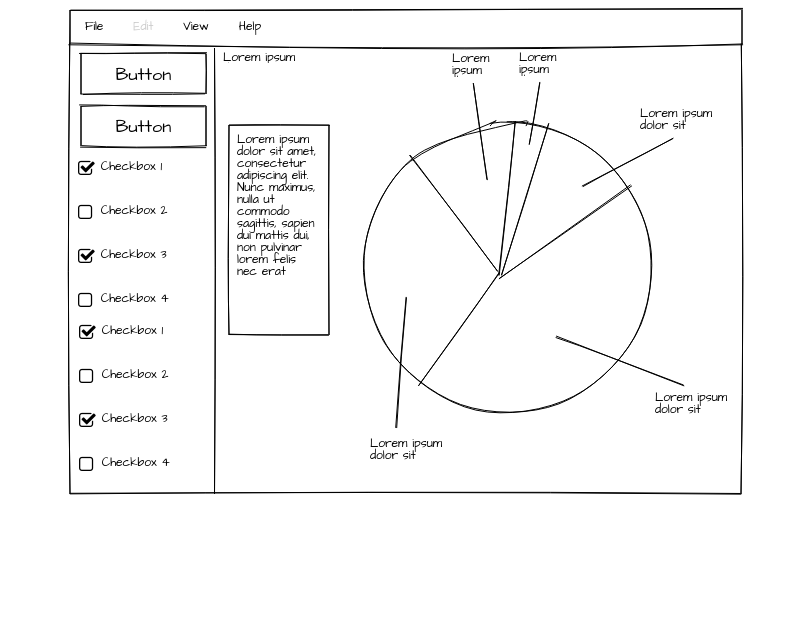 File Edit View Help
Button
Button
Checkbox 1
Checkbox 2
Checkbox 3
Checkbox 4
Checkbox 1
Checkbox 2
Checkbox 3
Checkbox 4
Lorem ipsum
Lorem ipsum
dolor sit amet,
consectetur
adipiscing elit.
Nunc maximus,
nulla ut
commodo
sagittis, sapien
dui mattis dui,
non pulvinar
lorem felis
nec erat
Lorem
ipsum
Lorem
ipsum
Lorem ipsum
dolor sit
Lorem ipsum
dolor sit
Lorem ipsum
dolor sit